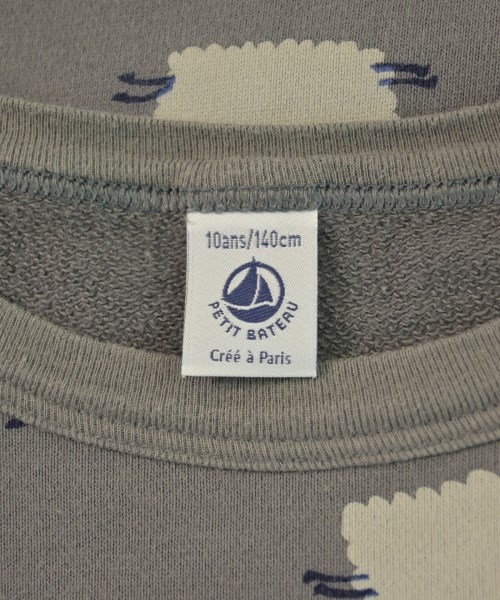 10ans/140cm
PETIT BATEAU
Créé à Paris